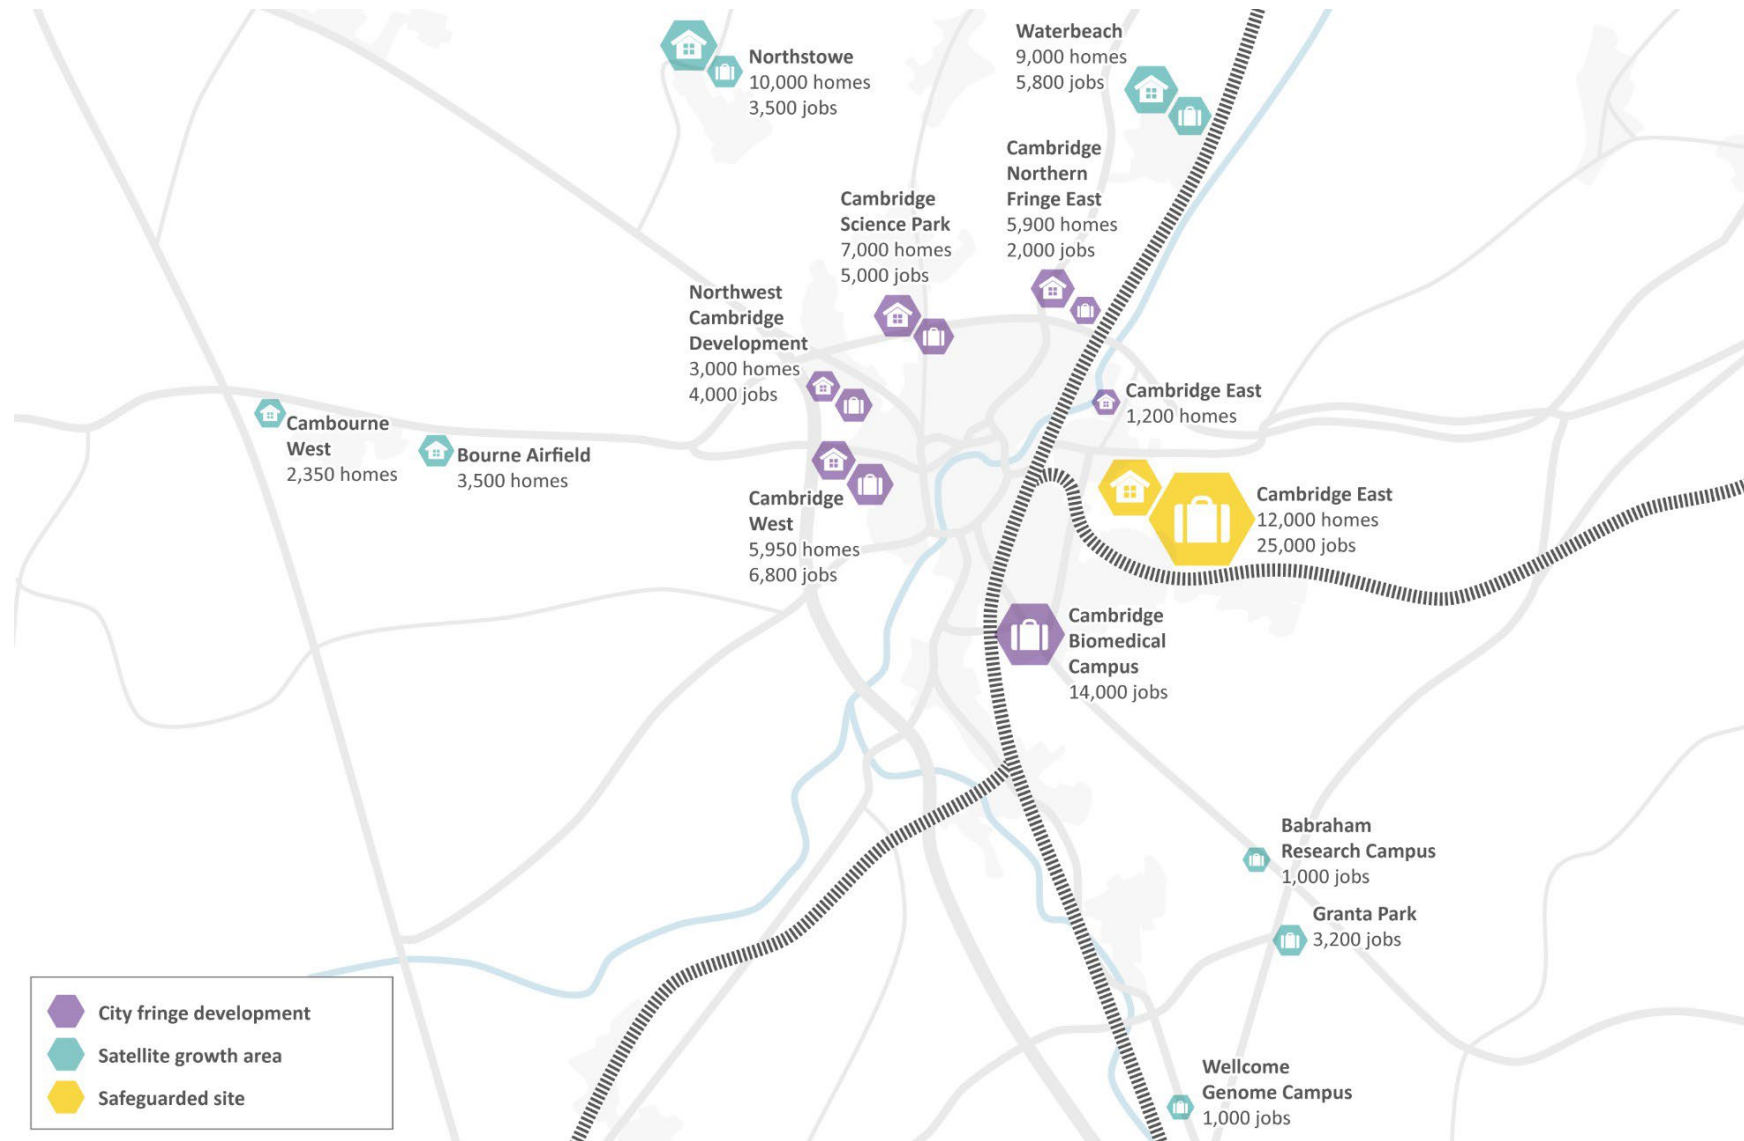 Northstowe
10,000 homes
3,500 jobs
Waterbeach
9,000 homes
5,800 jobs
Cambridge
Northern
Fringe East
5,900 homes
2,000 jobs
Cambridge
Science Park
7,000 homes
5,000 jobs
Northwest
Cambridge
Development
3,000 homes
4,000 jobs
Cambridge East
1,200 homes
Cambourne
West
2,350 homes
Bourne Airfield
3,500 homes
Cambridge
West
5,950 homes
6,800 jobs
Cambridge East
12,000 homes
25,000 jobs
Cambridge
Biomedical
Campus
14,000 jobs
Babraham
Research Campus
1,000 jobs
Granta Park
3,200 jobs
Wellcome
Genome Campus
1,000 jobs
City fringe development
Satellite growth area
Safeguarded site